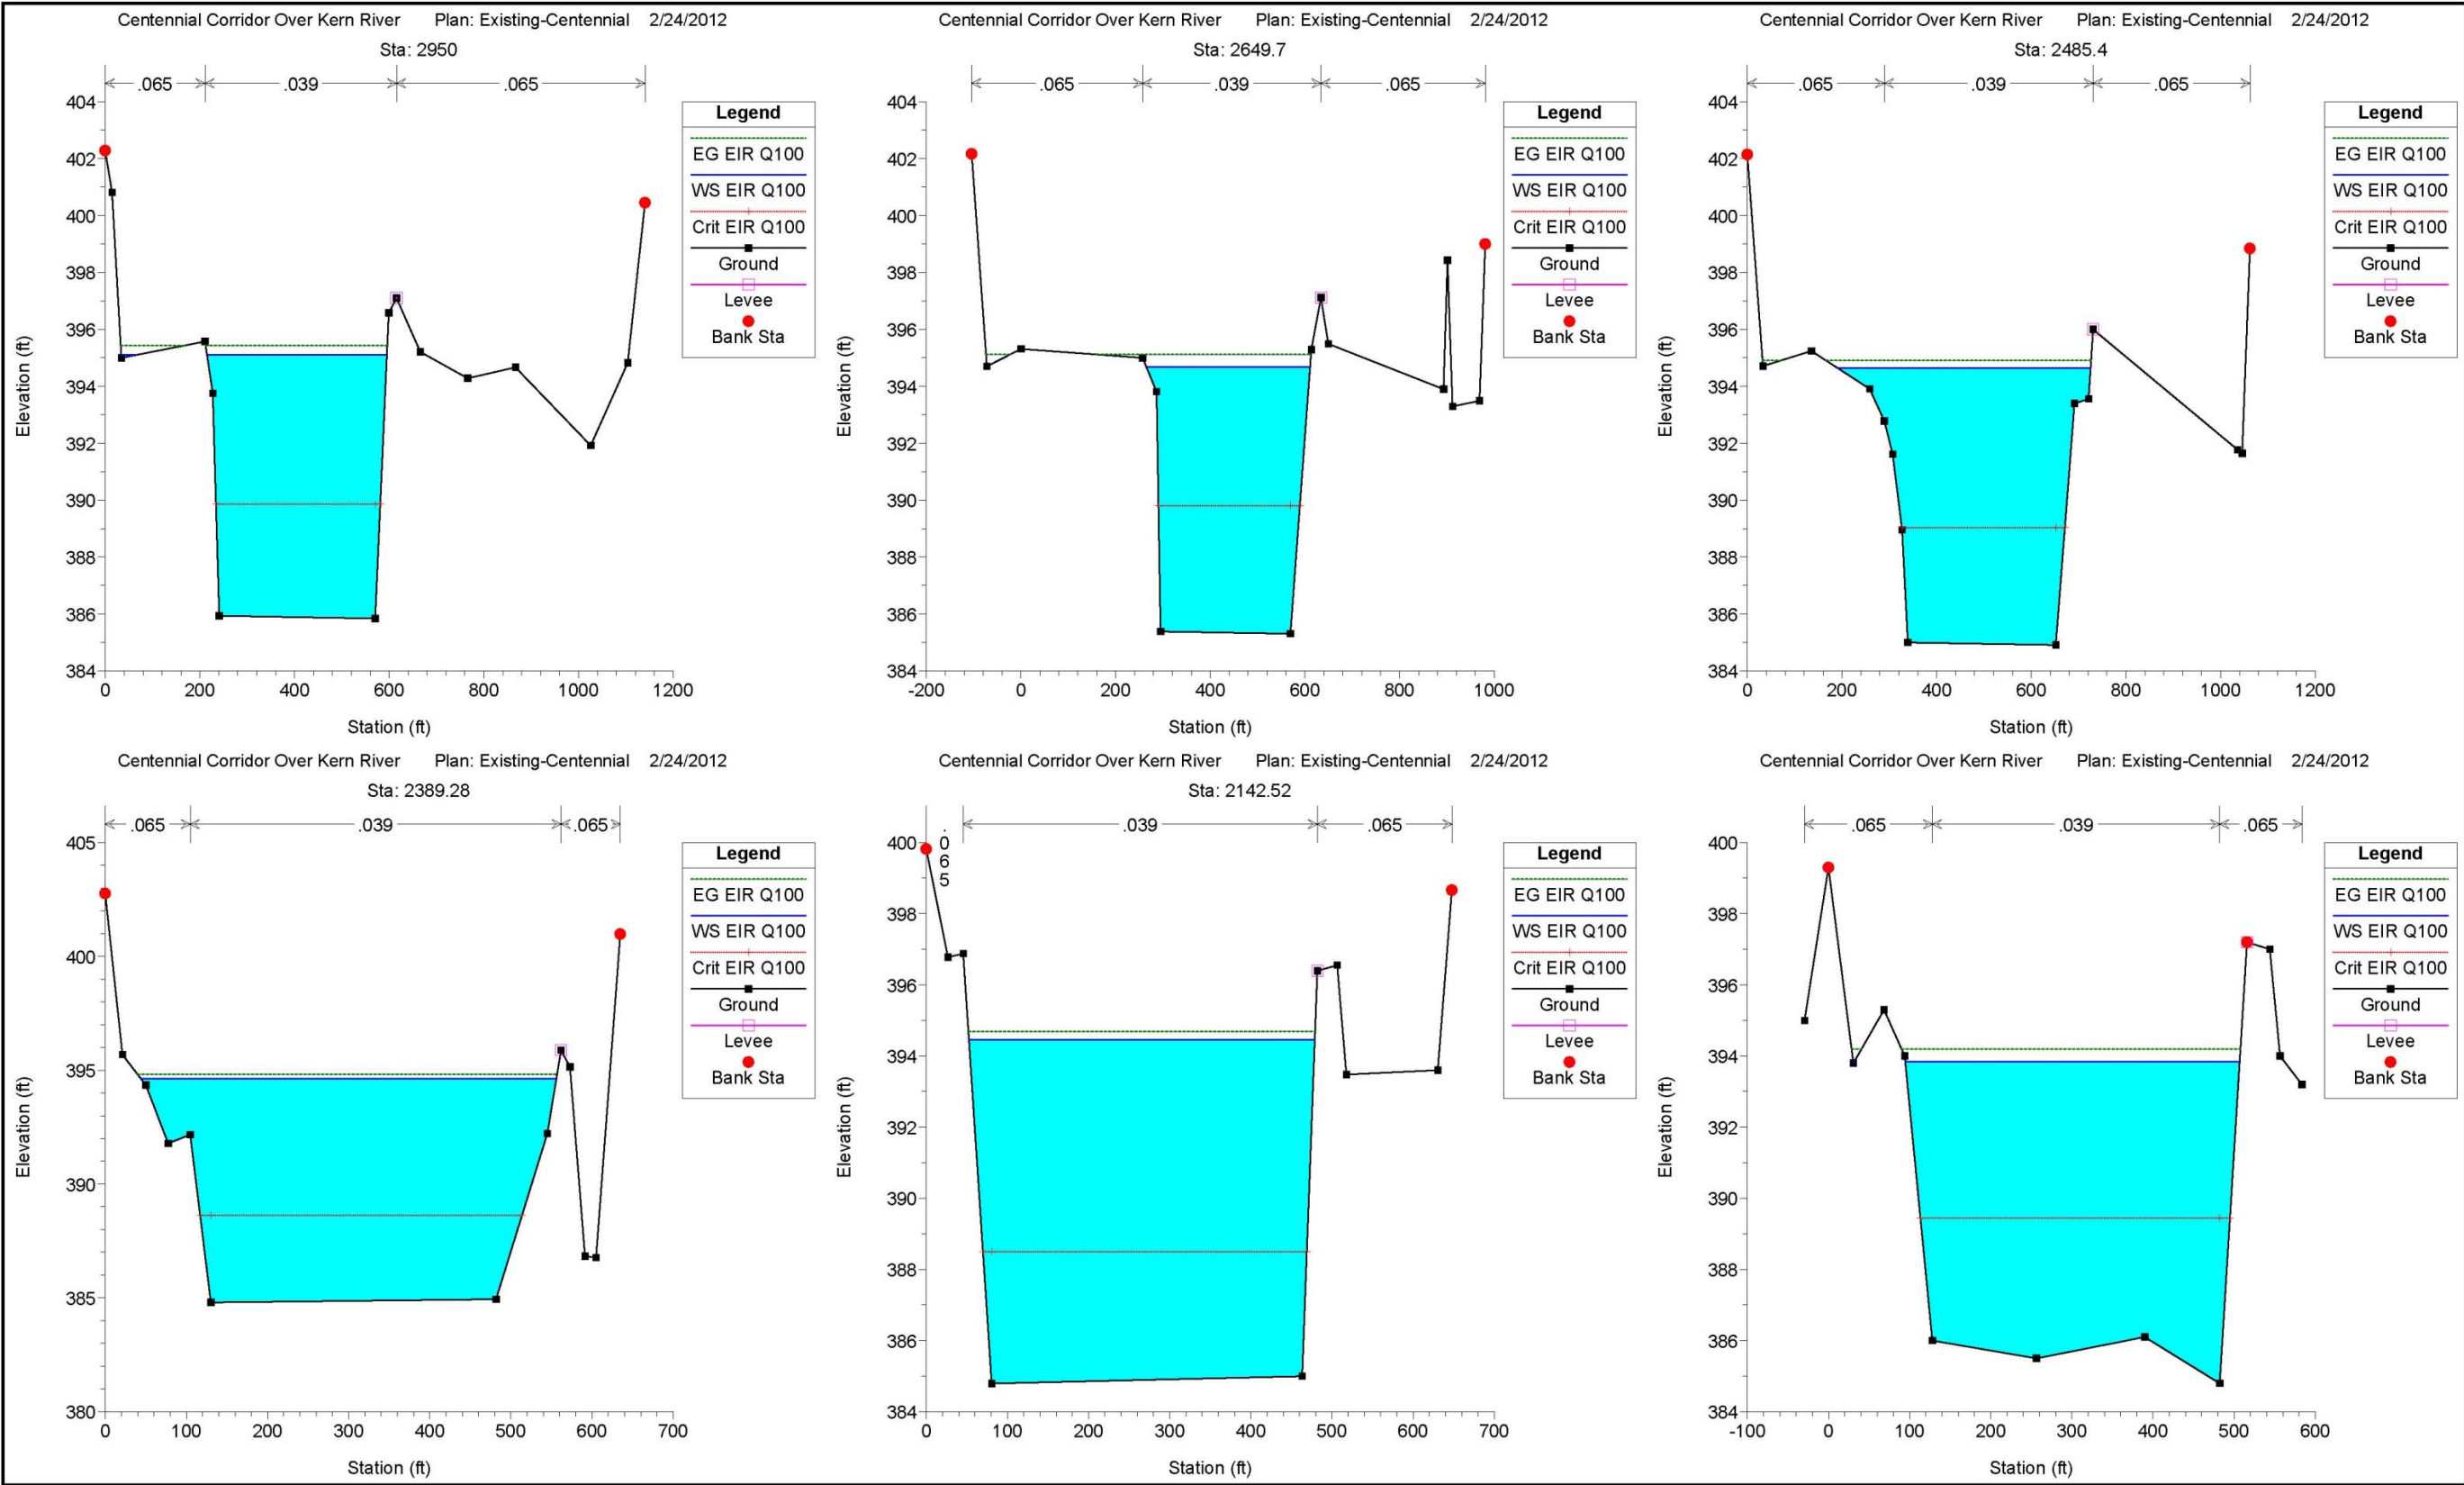 Centennial Corridor Over Kern River Plan: Existing-Centennial 2/24/2012
Sta: 2950
.065 .039 .065
404
402
400
398
396
394
392
390
388
386
384
Elevation (ft)
0 200 400 600 800 1000 1200
Station (ft)
Legend
EG EIR Q100
WS EIR Q100
Crit EIR Q100
Ground
Levee
Bank Sta
Centennial Corridor Over Kern River Plan: Existing-Centennial 2/24/2012
Sta: 2649.7
.065 .039 .065
404
402
400
398
396
394
392
390
388
386
384
Elevation (ft)
-200 0 200 400 600 800 1000
Station (ft)
Legend
EG EIR Q100
WS EIR Q100
Crit EIR Q100
Ground
Levee
Bank Sta
Centennial Corridor Over Kern River Plan: Existing-Centennial 2/24/2012
Sta: 2485.4
.065 .039 .065
404
402
400
398
396
394
392
390
388
386
384
Elevation (ft)
0 200 400 600 800 1000 1200
Station (ft)
Legend
EG EIR Q100
WS EIR Q100
Crit EIR Q100
Ground
Levee
Bank Sta
Centennial Corridor Over Kern River Plan: Existing-Centennial 2/24/2012
Sta: 2389.28
.065 .039 .065
405
400
395
390
385
380
Elevation (ft)
0 100 200 300 400 500 600 700
Station (ft)
Legend
EG EIR Q100
WS EIR Q100
Crit EIR Q100
Ground
Levee
Bank Sta
Centennial Corridor Over Kern River Plan: Existing-Centennial 2/24/2012
Sta: 2142.52
.065 .039 .065
400
398
396
394
392
390
388
386
384
Elevation (ft)
0 100 200 300 400 500 600 700
Station (ft)
Legend
EG EIR Q100
WS EIR Q100
Crit EIR Q100
Ground
Levee
Bank Sta
Centennial Corridor Over Kern River Plan: Existing-Centennial 2/24/2012
.065 .039 .065
400
398
396
394
392
390
388
386
384
Elevation (ft)
-100 0 100 200 300 400 500 600
Station (ft)
Legend
EG EIR Q100
WS EIR Q100
Crit EIR Q100
Ground
Levee
Bank Sta